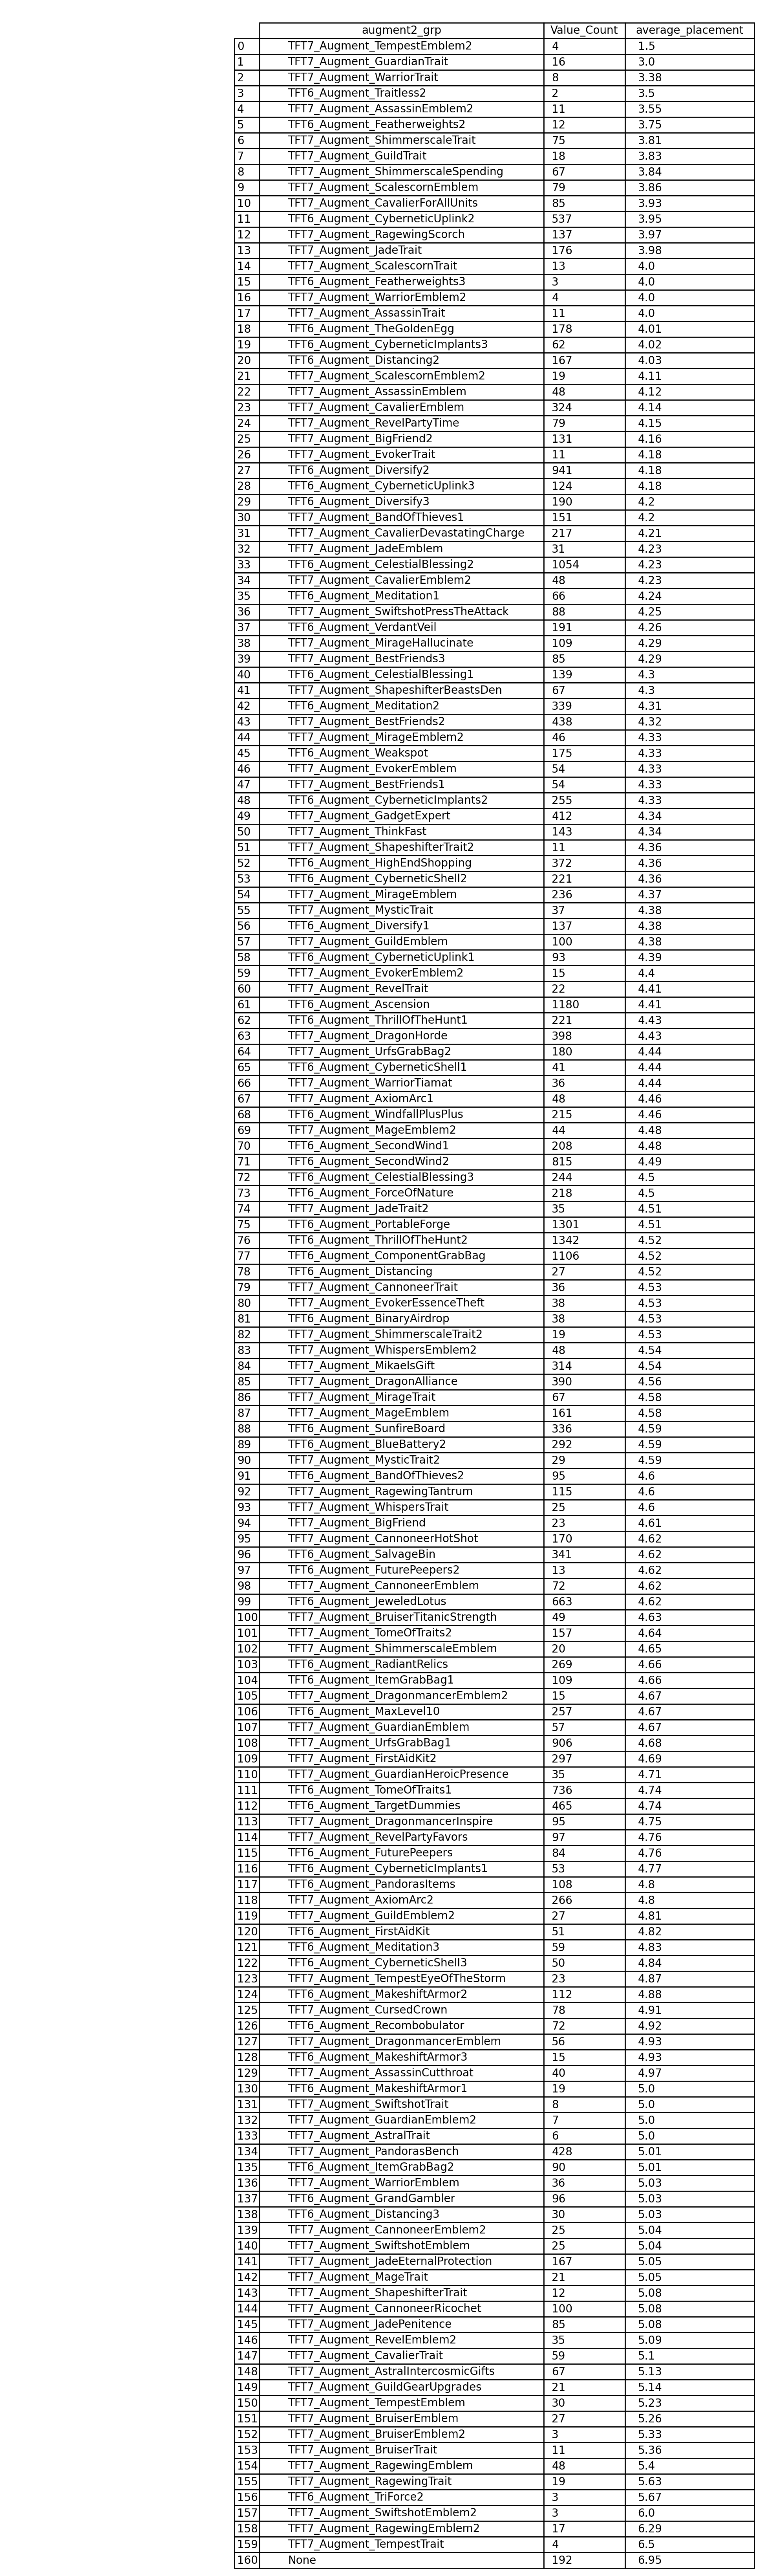 augment2_grp Value_Count average_placement
0 TFT7_Augment_TempestEmblem2 4 1.5
1 TFT7_Augment_GuardianTrait 16 3.0
2 TFT7_Augment_WarriorTrait 8 3.38
3 TFT6_Augment_Traitless2 2 3.5
4 TFT7_Augment_AssassinEmblem2 11 3.55
5 TFT6_Augment_Featherweights2 12 3.75
6 TFT7_Augment_ShimmerscaleTrait 75 3.81
7 TFT7_Augment_GuildTrait 18 3.83
8 TFT7_Augment_ShimmerscaleSpending 67 3.84
9 TFT7_Augment_ScalescornEmblem 79 3.86
10 TFT7_Augment_CavalierForAllUnits 85 3.93
11 TFT6_Augment_CyberneticUplink2 537 3.95
12 TFT7_Augment_RagewingScorch 137 3.97
13 TFT7_Augment_JadeTrait 176 3.98
14 TFT7_Augment_ScalescornTrait 13 4.0
15 TFT6_Augment_Featherweights3 3 4.0
16 TFT7_Augment_WarriorEmblem2 4 4.0
17 TFT7_Augment_AssassinTrait 11 4.0
18 TFT6_Augment_TheGoldenEgg 178 4.01
19 TFT6_Augment_CyberneticImplants3 62 4.02
20 TFT6_Augment_Distancing2 167 4.03
21 TFT7_Augment_ScalescornEmblem2 19 4.11
22 TFT7_Augment_AssassinEmblem 48 4.12
23 TFT7_Augment_CavalierEmblem 324 4.14
24 TFT7_Augment_RevelPartyTime 79 4.15
25 TFT7_Augment_BigFriend2 131 4.16
26 TFT7_Augment_EvokerTrait 11 4.18
27 TFT6_Augment_Diversify2 941 4.18
28 TFT6_Augment_CyberneticUplink3 124 4.18
29 TFT6_Augment_Diversify3 190 4.2
30 TFT7_Augment_BandOfThieves1 151 4.2
31 TFT7_Augment_CavalierDevastatingCharge 217 4.21
32 TFT7_Augment_JadeEmblem 31 4.23
33 TFT6_Augment_CelestialBlessing2 1054 4.23
34 TFT7_Augment_CavalierEmblem2 48 4.23
35 TFT6_Augment_Meditation1 66 4.24
36 TFT7_Augment_SwiftshotPressTheAttack 88 4.25
37 TFT6_Augment_VerdantVeil 191 4.26
38 TFT7_Augment_MirageHallucinate 109 4.29
39 TFT7_Augment_BestFriends3 85 4.29
40 TFT6_Augment_CelestialBlessing1 139 4.3
41 TFT7_Augment_ShapeshifterBeastsDen 67 4.3
42 TFT6_Augment_Meditation2 339 4.31
43 TFT7_Augment_BestFriends2 438 4.32
44 TFT7_Augment_MirageEmblem2 46 4.33
45 TFT6_Augment_Weakspot 175 4.33
46 TFT7_Augment_EvokerEmblem 54 4.33
47 TFT7_Augment_BestFriends1 54 4.33
48 TFT6_Augment_CyberneticImplants2 255 4.33
49 TFT7_Augment_GadgetExpert 412 4.34
50 TFT7_Augment_ThinkFast 143 4.34
51 TFT7_Augment_ShapeshifterTrait2 11 4.36
52 TFT6_Augment_HighEndShopping 372 4.36
53 TFT6_Augment_CyberneticShell2 221 4.36
54 TFT7_Augment_MirageEmblem 236 4.37
55 TFT7_Augment_MysticTrait 37 4.38
56 TFT6_Augment_Diversify1 137 4.38
57 TFT7_Augment_GuildEmblem 100 4.38
58 TFT6_Augment_CyberneticUplink1 93 4.39
59 TFT7_Augment_EvokerEmblem2 15 4.4
60 TFT7_Augment_RevelTrait 22 4.41
61 TFT6_Augment_Ascension 1180 4.41
62 TFT6_Augment_ThrillOfTheHunt1 221 4.43
63 TFT7_Augment_DragonHorde 398 4.43
64 TFT7_Augment_UrfsGrabBag2 180 4.44
65 TFT6_Augment_CyberneticShell1 41 4.44
66 TFT7_Augment_WarriorTiamat 36 4.44
67 TFT7_Augment_AxiomArc1 48 4.46
68 TFT6_Augment_WindfallPlusPlus 215 4.46
69 TFT7_Augment_MageEmblem2 44 4.48
70 TFT6_Augment_SecondWind1 208 4.48
71 TFT6_Augment_SecondWind2 815 4.49
72 TFT6_Augment_CelestialBlessing3 244 4.5
73 TFT6_Augment_ForceOfNature 218 4.5
74 TFT7_Augment_JadeTrait2 35 4.51
75 TFT6_Augment_PortableForge 1301 4.51
76 TFT6_Augment_ThrillOfTheHunt2 1342 4.52
77 TFT6_Augment_ComponentGrabBag 1106 4.52
78 TFT6_Augment_Distancing 27 4.52
79 TFT7_Augment_CannoneerTrait 36 4.53
80 TFT7_Augment_EvokerEssenceTheft 38 4.53
81 TFT6_Augment_BinaryAirdrop 38 4.53
82 TFT7_Augment_ShimmerscaleTrait2 19 4.53
83 TFT7_Augment_WhispersEmblem2 48 4.54
84 TFT7_Augment_MikaelsGift 314 4.54
85 TFT7_Augment_DragonAlliance 390 4.56
86 TFT7_Augment_MirageTrait 67 4.58
87 TFT7_Augment_MageEmblem 161 4.58
88 TFT6_Augment_SunfireBoard 336 4.59
89 TFT6_Augment_BlueBattery2 292 4.59
90 TFT7_Augment_MysticTrait2 29 4.59
91 TFT6_Augment_BandOfThieves2 95 4.6
92 TFT7_Augment_RagewingTantrum 115 4.6
93 TFT7_Augment_WhispersTrait 25 4.6
94 TFT7_Augment_BigFriend 23 4.61
95 TFT7_Augment_CannoneerHotShot 170 4.62
96 TFT6_Augment_SalvageBin 341 4.62
97 TFT6_Augment_FuturePeepers2 13 4.62
98 TFT7_Augment_CannoneerEmblem 72 4.62
99 TFT6_Augment_JeweledLotus 663 4.62
100 TFT7_Augment_BruiserTitanicStrength 49 4.63
101 TFT7_Augment_TomeOfTraits2 157 4.64
102 TFT7_Augment_ShimmerscaleEmblem 20 4.65
103 TFT6_Augment_RadiantRelics 269 4.66
104 TFT6_Augment_ItemGrabBag1 109 4.66
105 TFT7_Augment_DragonmancerEmblem2 15 4.67
106 TFT6_Augment_MaxLevel10 257 4.67
107 TFT7_Augment_GuardianEmblem 57 4.67
108 TFT7_Augment_UrfsGrabBag1 906 4.68
109 TFT7_Augment_FirstAidKit2 297 4.69
110 TFT7_Augment_GuardianHeroicPresence 35 4.71
111 TFT6_Augment_TomeOfTraits1 736 4.74
112 TFT6_Augment_TargetDummies 465 4.74
113 TFT7_Augment_DragonmancerInspire 95 4.75
114 TFT7_Augment_RevelPartyFavors 97 4.76
115 TFT6_Augment_FuturePeepers 84 4.76
116 TFT6_Augment_CyberneticImplants1 53 4.77
117 TFT6_Augment_PandorasItems 108 4.8
118 TFT7_Augment_AxiomArc2 266 4.8
119 TFT7_Augment_GuildEmblem2 27 4.81
120 TFT6_Augment_FirstAidKit 51 4.82
121 TFT6_Augment_Meditation3 59 4.83
122 TFT6_Augment_CyberneticShell3 50 4.84
123 TFT7_Augment_TempestEyeOfTheStorm 23 4.87
124 TFT6_Augment_MakeshiftArmor2 112 4.88
125 TFT7_Augment_CursedCrown 78 4.91
126 TFT6_Augment_Recombobulator 72 4.92
127 TFT7_Augment_DragonmancerEmblem 56 4.93
128 TFT6_Augment_MakeshiftArmor3 15 4.93
129 TFT7_Augment_AssassinCutthroat 40 4.97
130 TFT6_Augment_MakeshiftArmor1 19 5.0
131 TFT7_Augment_SwiftshotTrait 8 5.0
132 TFT7_Augment_GuardianEmblem2 7 5.0
133 TFT7_Augment_AstralTrait 6 5.0
134 TFT7_Augment_PandorasBench 428 5.01
135 TFT6_Augment_ItemGrabBag2 90 5.01
136 TFT7_Augment_WarriorEmblem 36 5.03
137 TFT6_Augment_GrandGambler 96 5.03
138 TFT6_Augment_Distancing3 30 5.03
139 TFT7_Augment_CannoneerEmblem2 25 5.04
140 TFT7_Augment_SwiftshotEmblem 25 5.04
141 TFT7_Augment_JadeEternalProtection 167 5.05
142 TFT7_Augment_MageTrait 21 5.05
143 TFT7_Augment_ShapeshifterTrait 12 5.08
144 TFT7_Augment_CannoneerRicochet 100 5.08
145 TFT7_Augment_JadePenitence 85 5.08
146 TFT7_Augment_RevelEmblem2 35 5.09
147 TFT7_Augment_CavalierTrait 59 5.1
148 TFT7_Augment_AstralIntercosmicGifts 67 5.13
149 TFT7_Augment_GuildGearUpgrades 21 5.14
150 TFT7_Augment_TempestEmblem 30 5.23
151 TFT7_Augment_BruiserEmblem 27 5.26
152 TFT7_Augment_BruiserEmblem2 3 5.33
153 TFT7_Augment_BruiserTrait 11 5.36
154 TFT7_Augment_RagewingEmblem 48 5.4
155 TFT7_Augment_RagewingTrait 19 5.63
156 TFT6_Augment_TriForce2 3 5.67
157 TFT7_Augment_SwiftshotEmblem2 3 6.0
158 TFT7_Augment_RagewingEmblem2 17 6.29
159 TFT7_Augment_TempestTrait 4 6.5
160 None 192 6.95